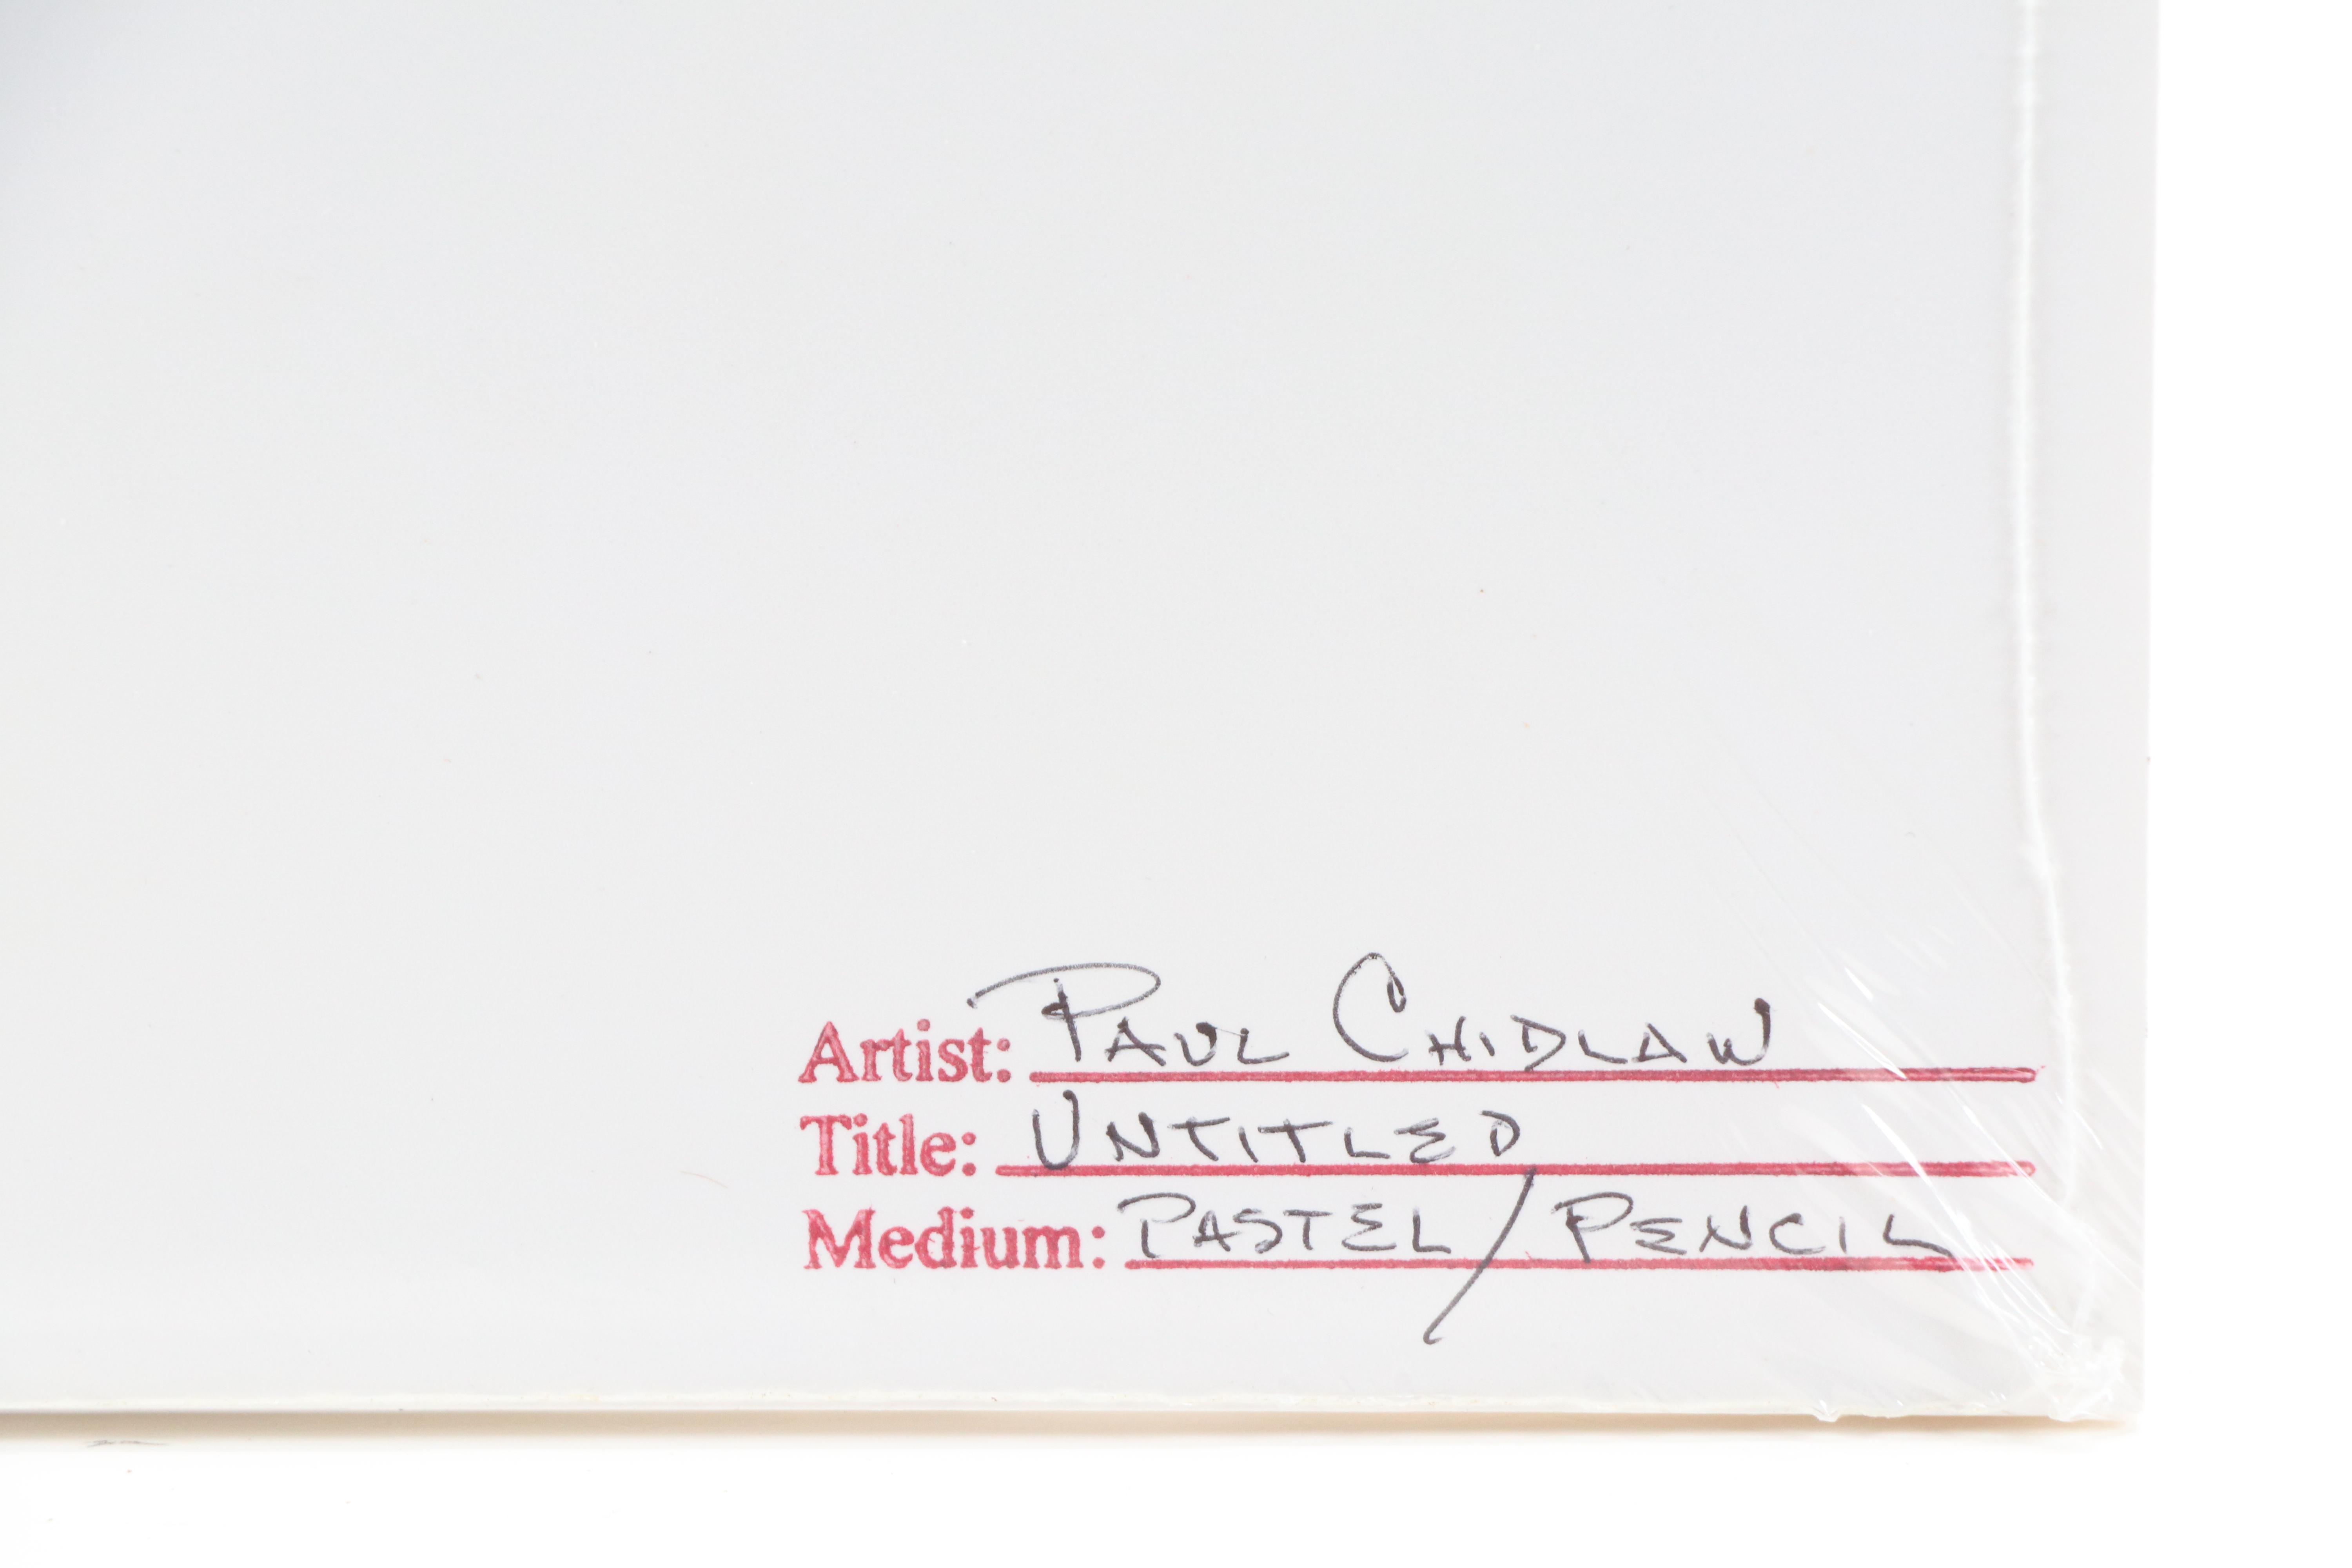 Artist: PAUL CHIDLAW
Title: UNTITLED
Medium: PASTEL/PENCIL